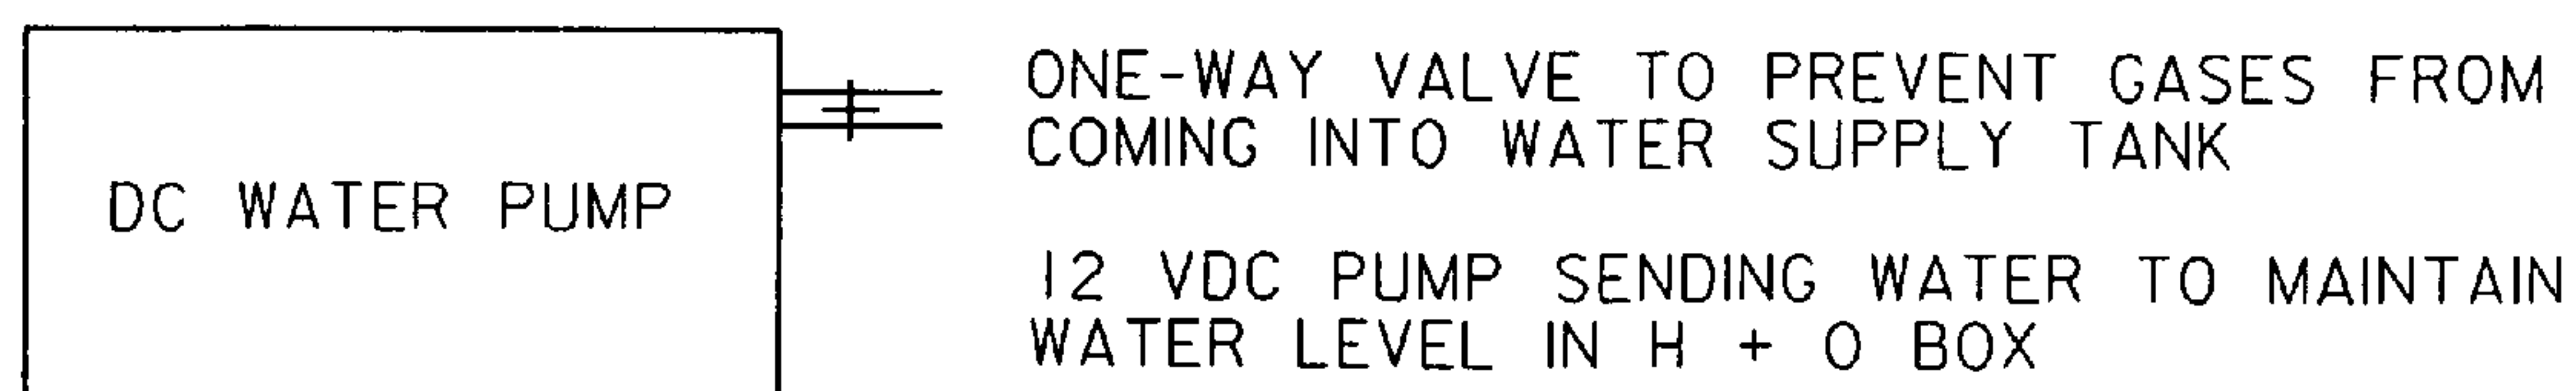 DC WATER PUMP
ONE-WAY VALVE TO PREVENT GASES FROM
COMING INTO WATER SUPPLY TANK
12 VDC PUMP SENDING WATER TO MAINTAIN
WATER LEVEL IN H + O BOX